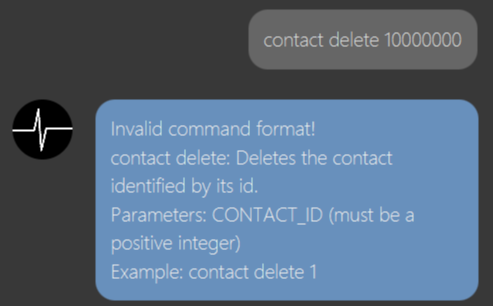 contact delete 10000000
Invalid command format!
contact delete: Deletes the contact
identified by its id.
Parameters: CONTACT_ID (must be a
positive integer)
Example: contact delete 1